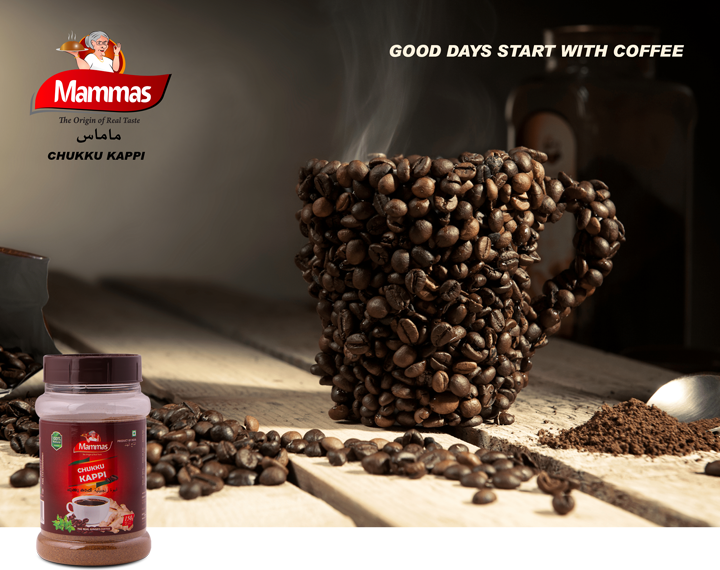 GOOD DAYS START WITH COFFEE
Mammas
The Origin of Real Taste
ماماس
CHUKKU KAPPI
Mammas
CHUKKU
KAPPI